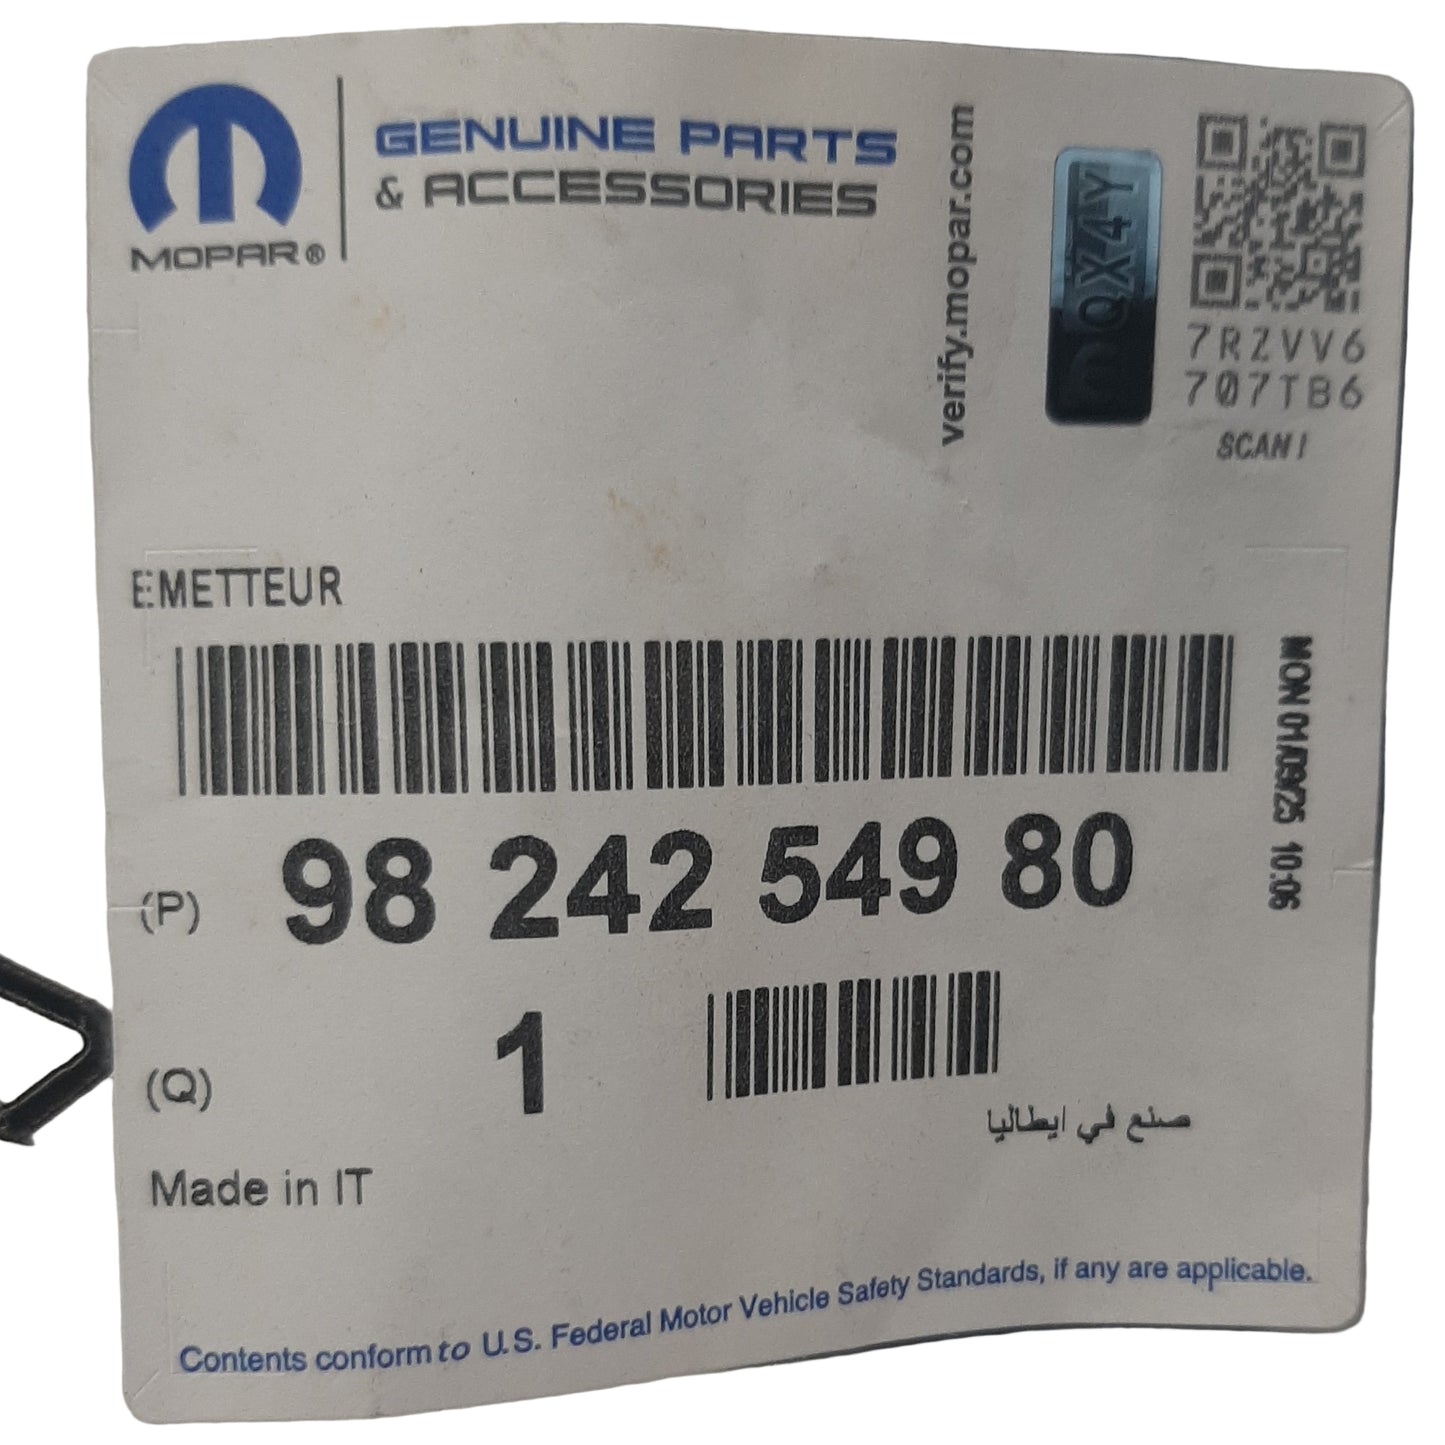 MOPAR®
GENUINE PARTS
& ACCESSORIES
verify.mopar.com
QX4Y
7RZVV6
707TB6
SCAN!
EMETTEUR
MON 01/09/25 10:06
(P) 98 242 549 80
(Q) 1
صنع في ايطاليا
Made in IT
Contents conform to U.S. Federal Motor Vehicle Safety Standards, if any are applicable.